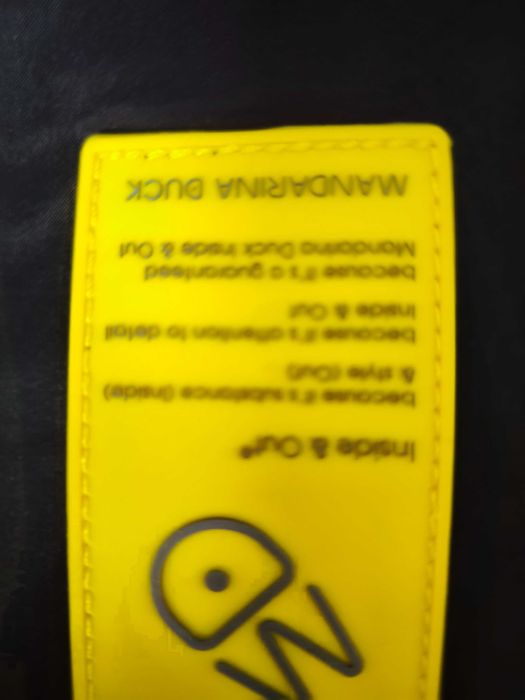 MD
Inside & Out®
because it's substance (Inside)
& style (Out)
because it's attention to detail
Inside & Out
because it's a guaranteed
Mandarina Duck Inside & Out
MANDARINA DUCK